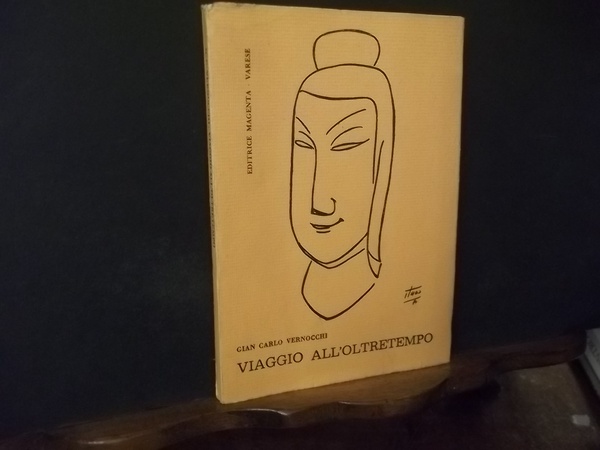 EDITRICE MAGENTA - VARESE
GIAN CARLO VERNOCCHI
VIAGGIO ALL'OLTRETEMPO